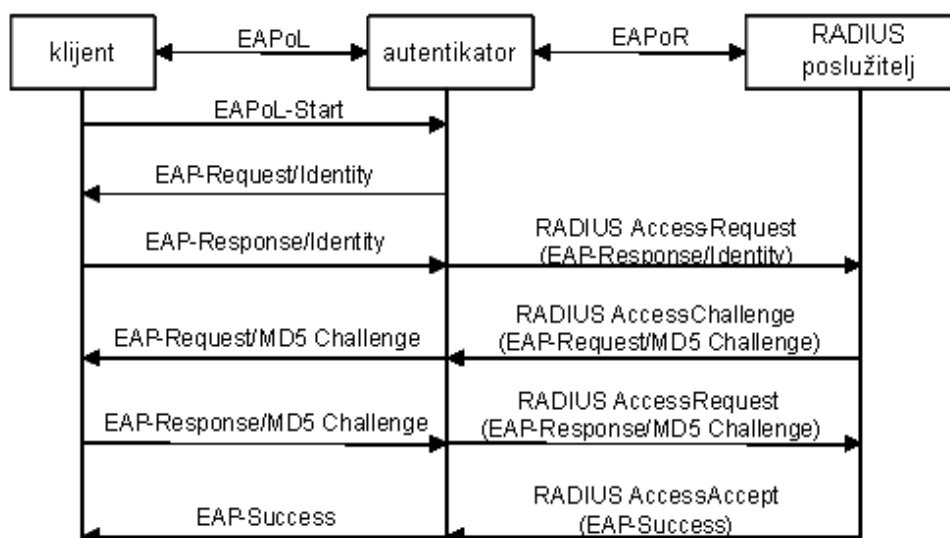 klijent
EAPoL
autentikator
EAPoR
RADIUS
poslužitelj
EAPoL-Start
EAP-Request/Identity
EAP-Response/Identity
RADIUS AccessRequest
(EAP-Response/Identity)
EAP-Request/MD5 Challenge
RADIUS AccessChallenge
(EAP-Request/MD5 Challenge)
EAP-Response/MD5 Challenge
RADIUS AccessRequest
(EAP-Response/MD5 Challenge)
EAP-Success
RADIUS AccessAccept
(EAP-Success)